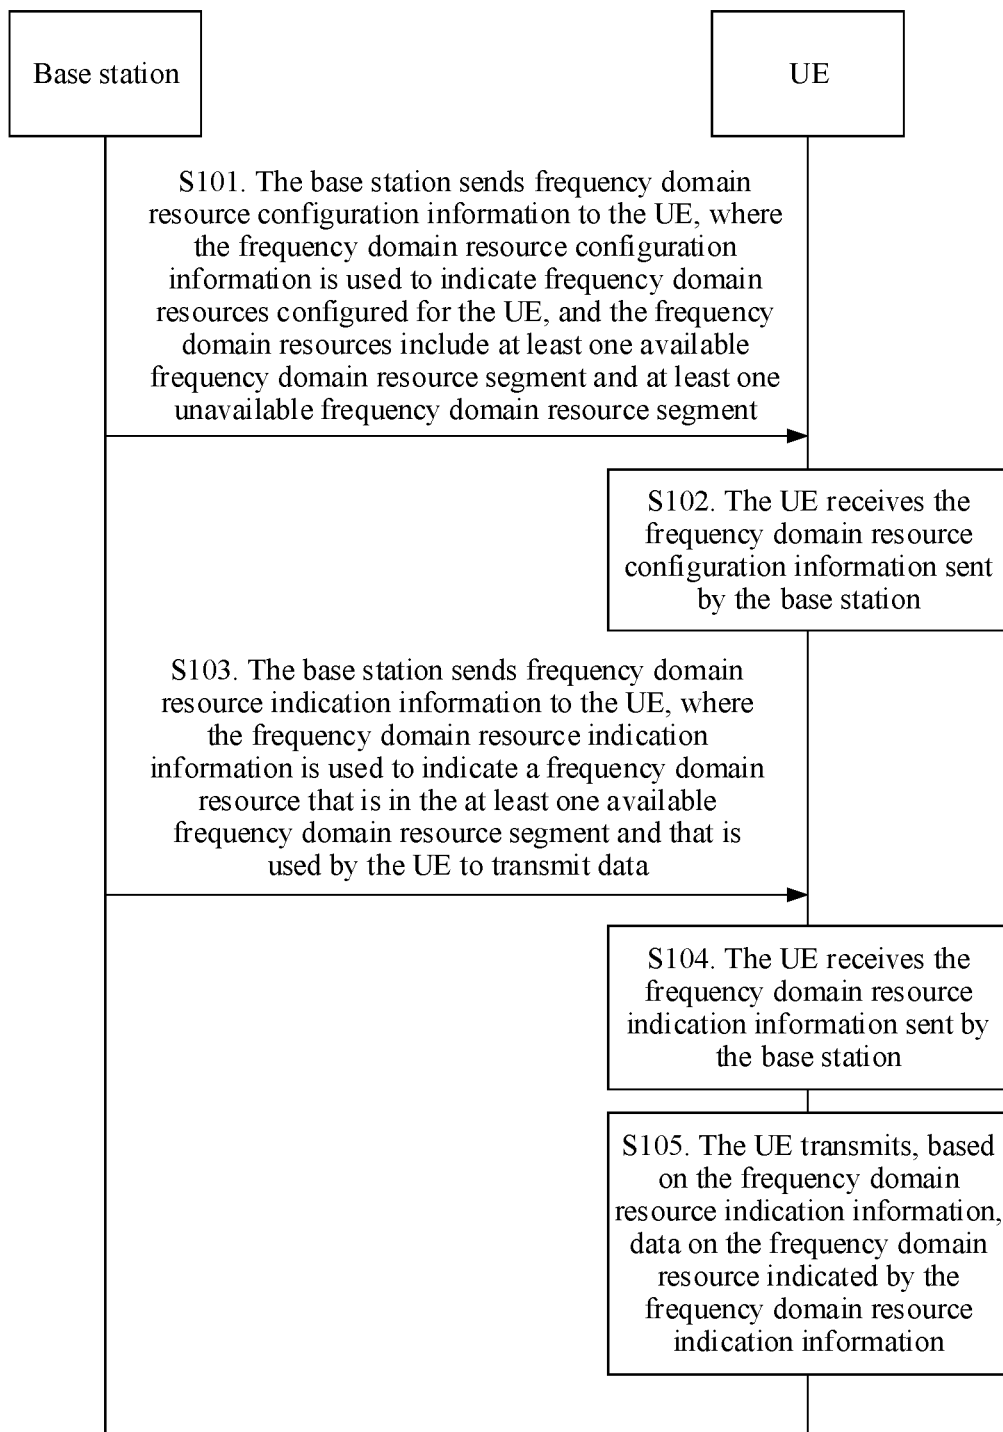 Base station
UE
S101. The base station sends frequency domain
resource configuration information to the UE, where
the frequency domain resource configuration
information is used to indicate frequency domain
resources configured for the UE, and the frequency
domain resources include at least one available
frequency domain resource segment and at least one
unavailable frequency domain resource segment
S102. The UE receives the
frequency domain resource
configuration information sent
by the base station
S103. The base station sends frequency domain
resource indication information to the UE, where
the frequency domain resource indication
information is used to indicate a frequency domain
resource that is in the at least one available
frequency domain resource segment and that is
used by the UE to transmit data
S104. The UE receives the
frequency domain resource
indication information sent by
the base station
S105. The UE transmits, based
on the frequency domain
resource indication information,
data on the frequency domain
resource indicated by the
frequency domain resource
indication information